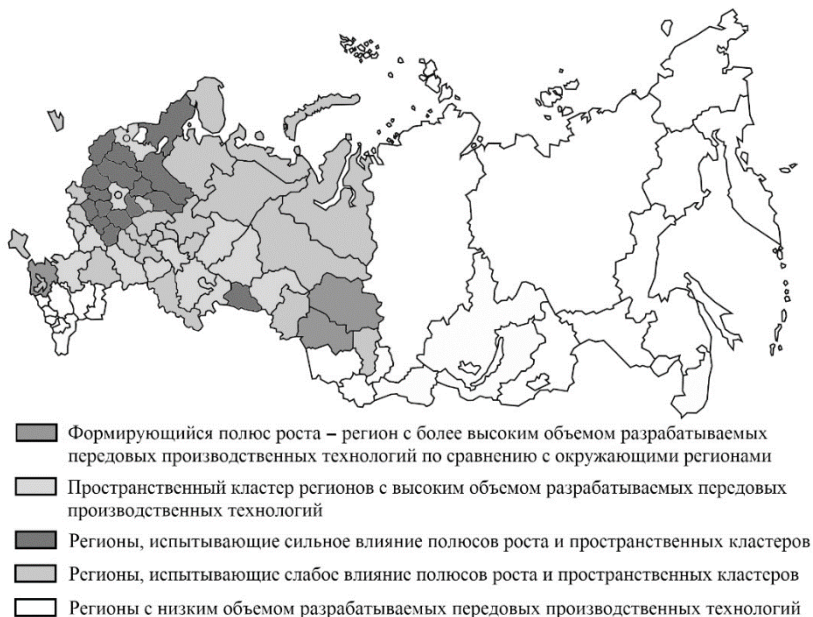 Формирующийся полюс роста – регион с более высоким объемом разрабатываемых
передовых производственных технологий по сравнению с окружающими регионами
Пространственный кластер регионов с высоким объемом разрабатываемых передовых
производственных технологий
Регионы, испытывающие сильное влияние полюсов роста и пространственных кластеров
Регионы, испытывающие слабое влияние полюсов роста и пространственных кластеров
Регионы с низким объемом разрабатываемых передовых производственных технологий